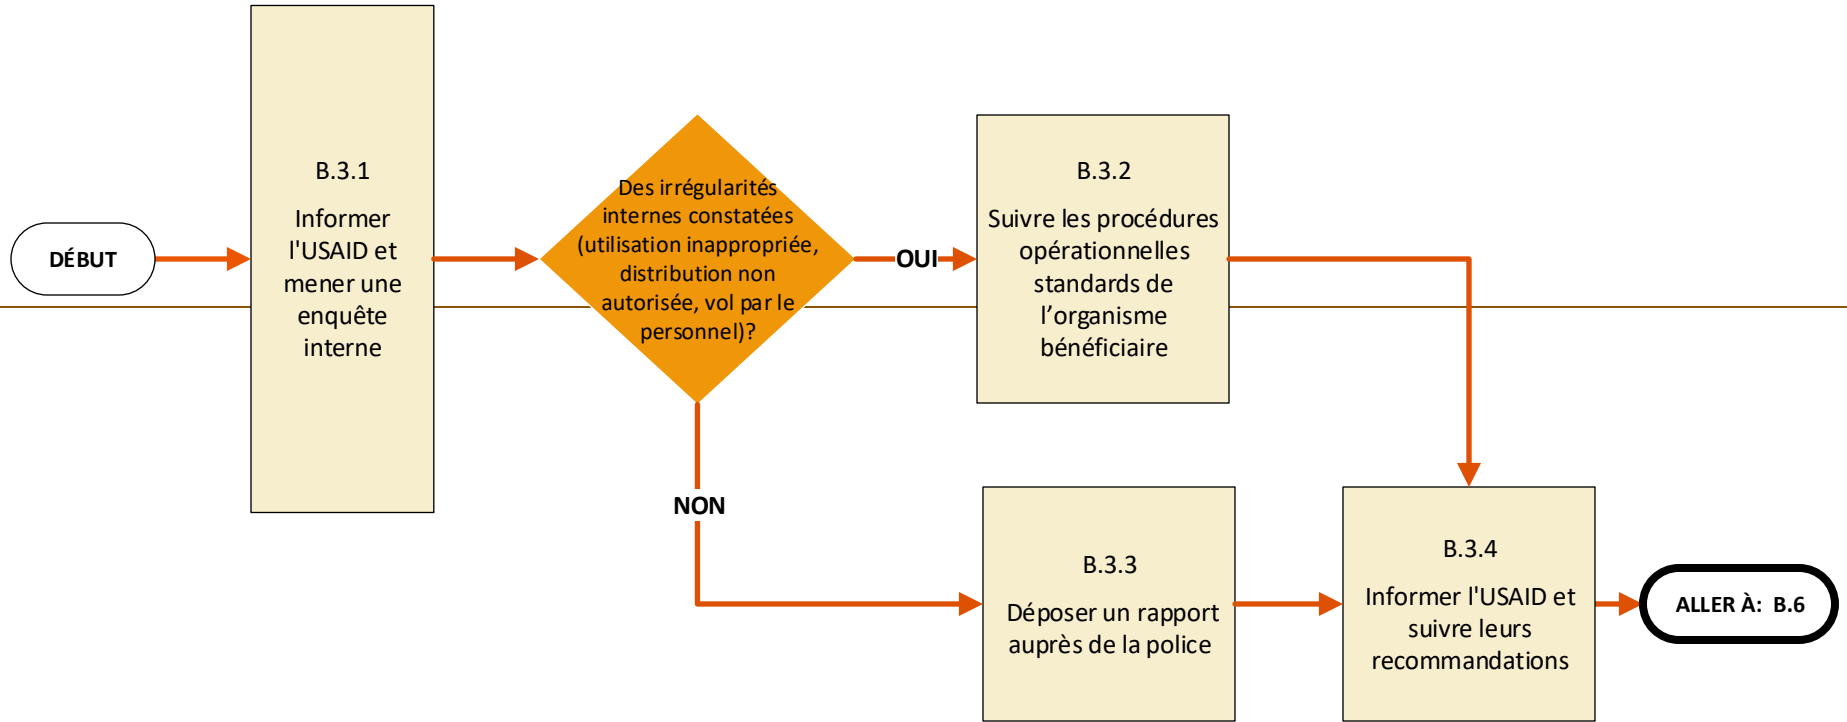 DÉBUT
B.3.1
Informer
l'USAID et
mener une
enquête
interne
Des irrégularités
internes constatées
(utilisation inappropriée,
distribution non
autorisée, vol par le
personnel)?
OUI
B.3.2
Suivre les procédures
opérationnelles
standards de
l’organisme
bénéficiaire
NON
B.3.3
Déposer un rapport
auprès de la police
B.3.4
Informer l'USAID et
suivre leurs
recommandations
ALLER À: B.6